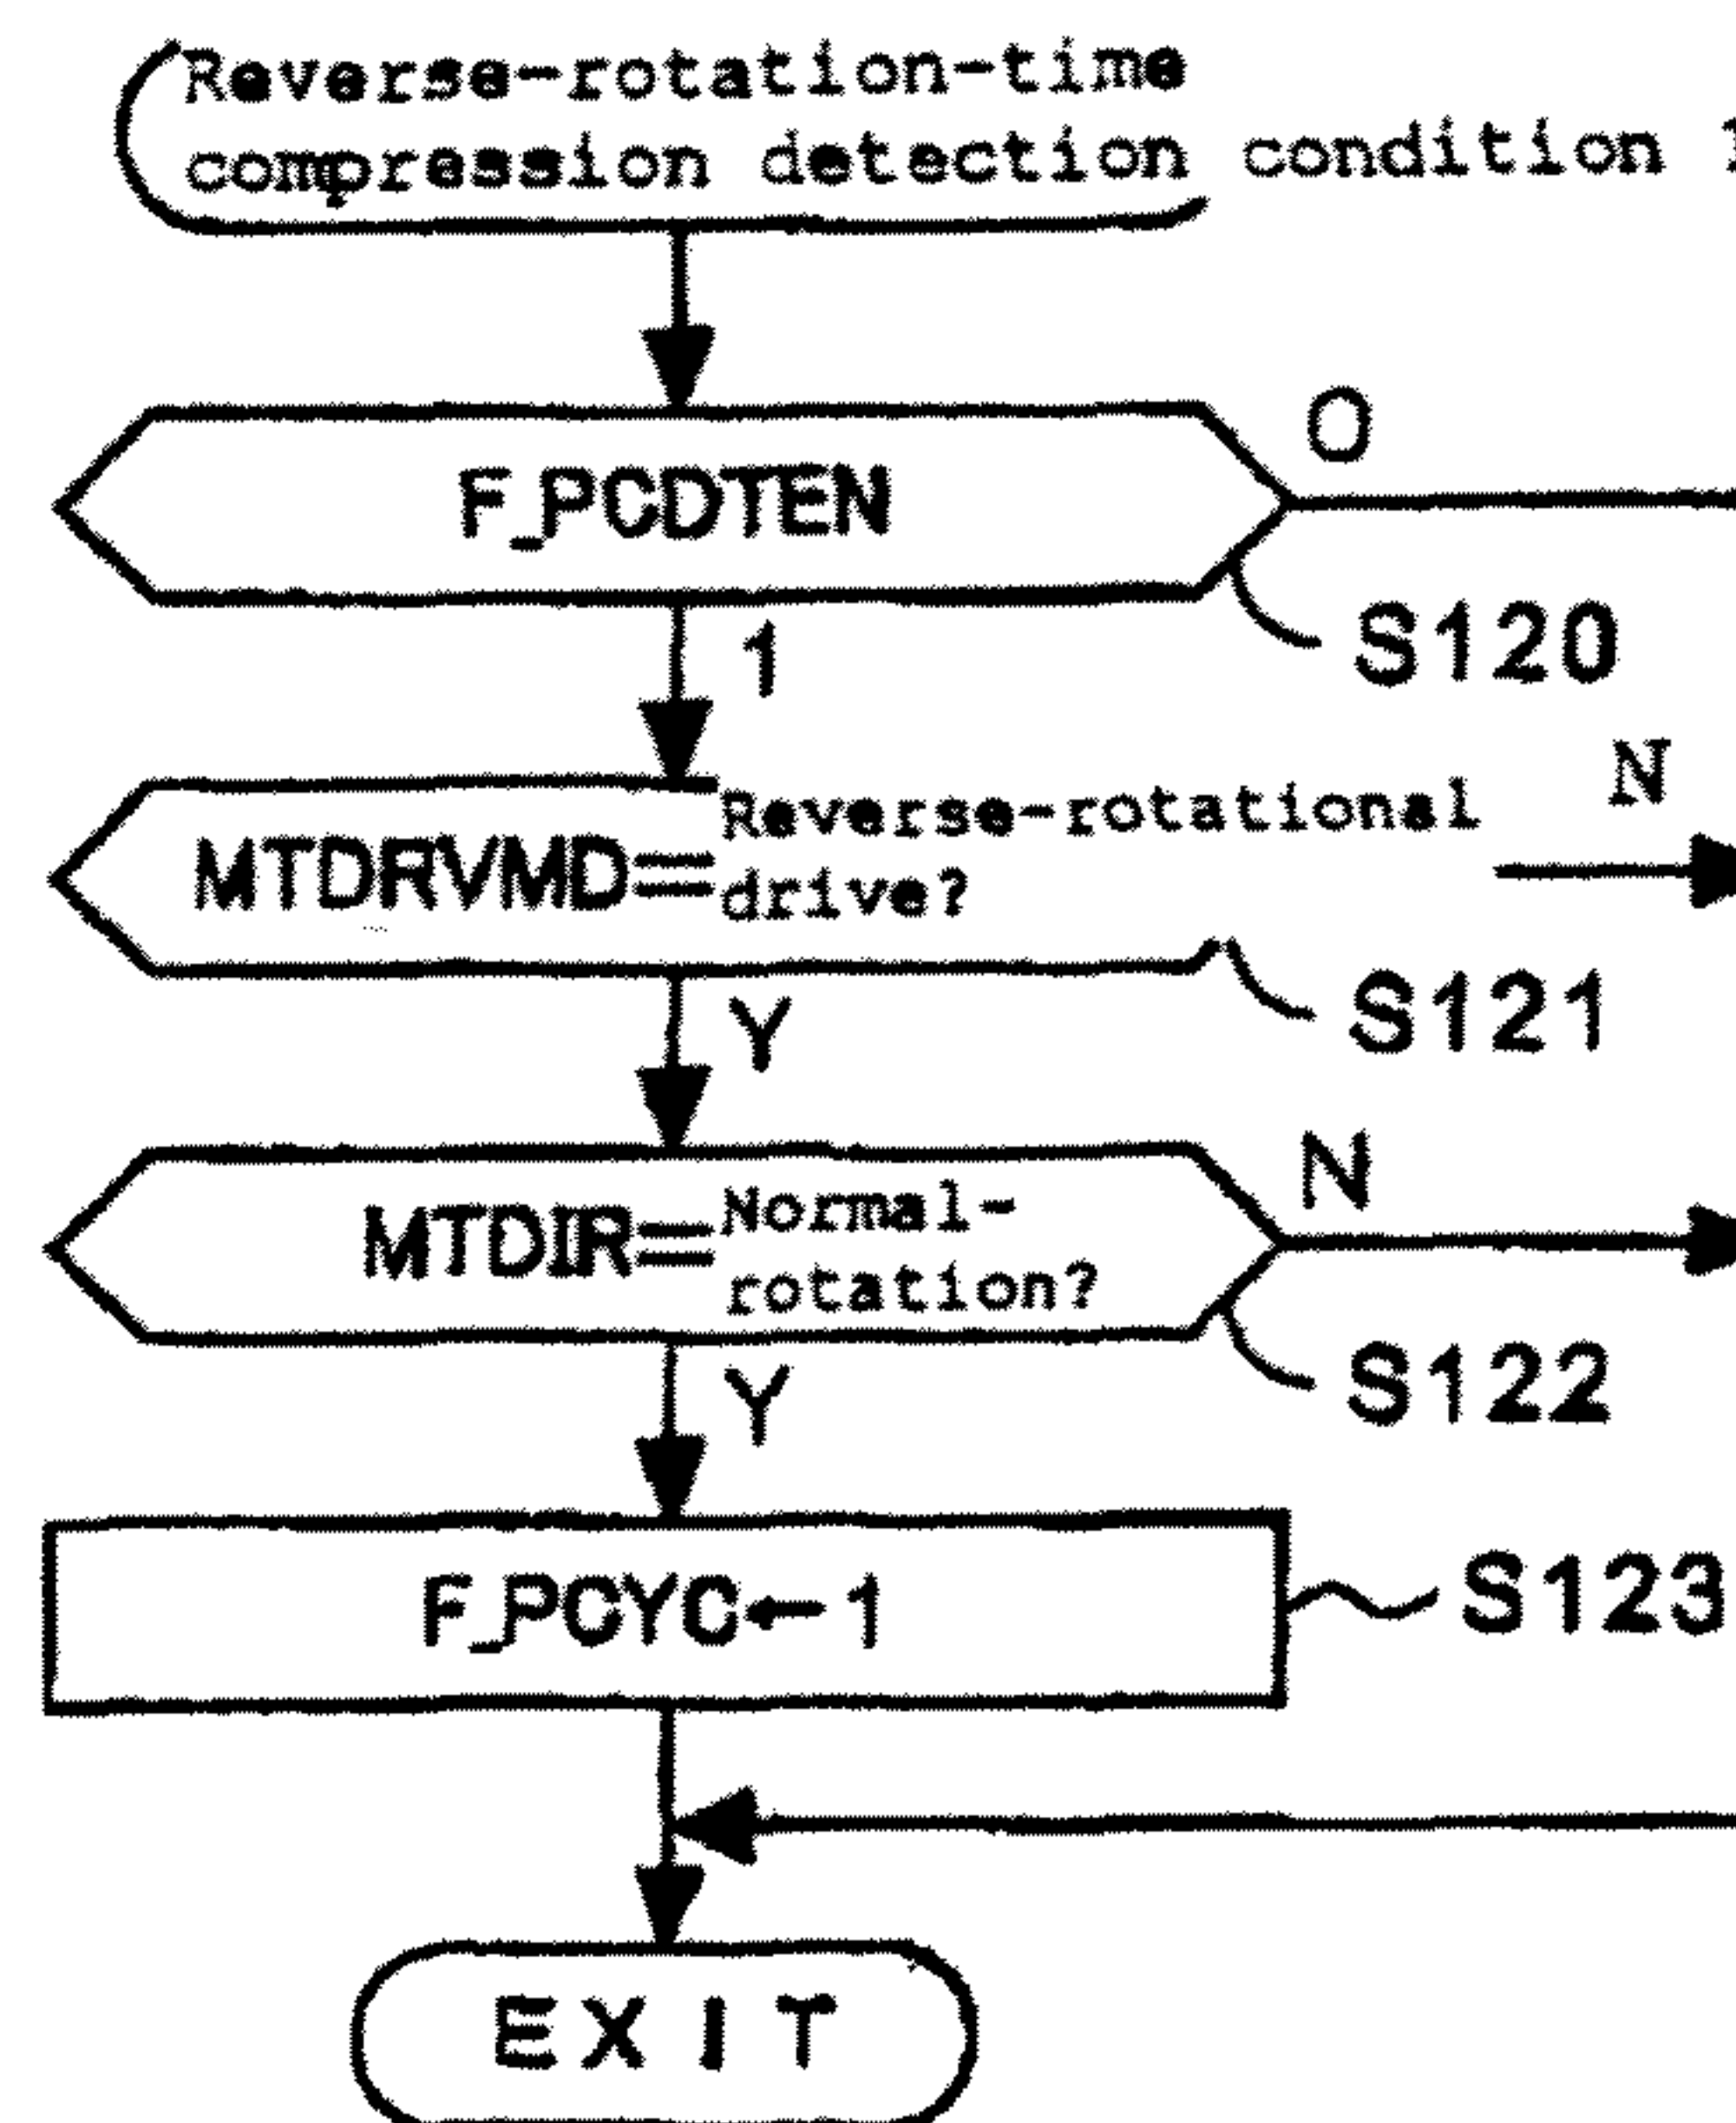 Reverse-rotation-time
compression detection condition
F_PCDTEN
0
S120
1
MTDRVMD=Reverse-rotational
drive?
N
S121
Y
MTDIR=Normal-
rotation?
N
S122
Y
F_PCYC←1
S123
EXIT